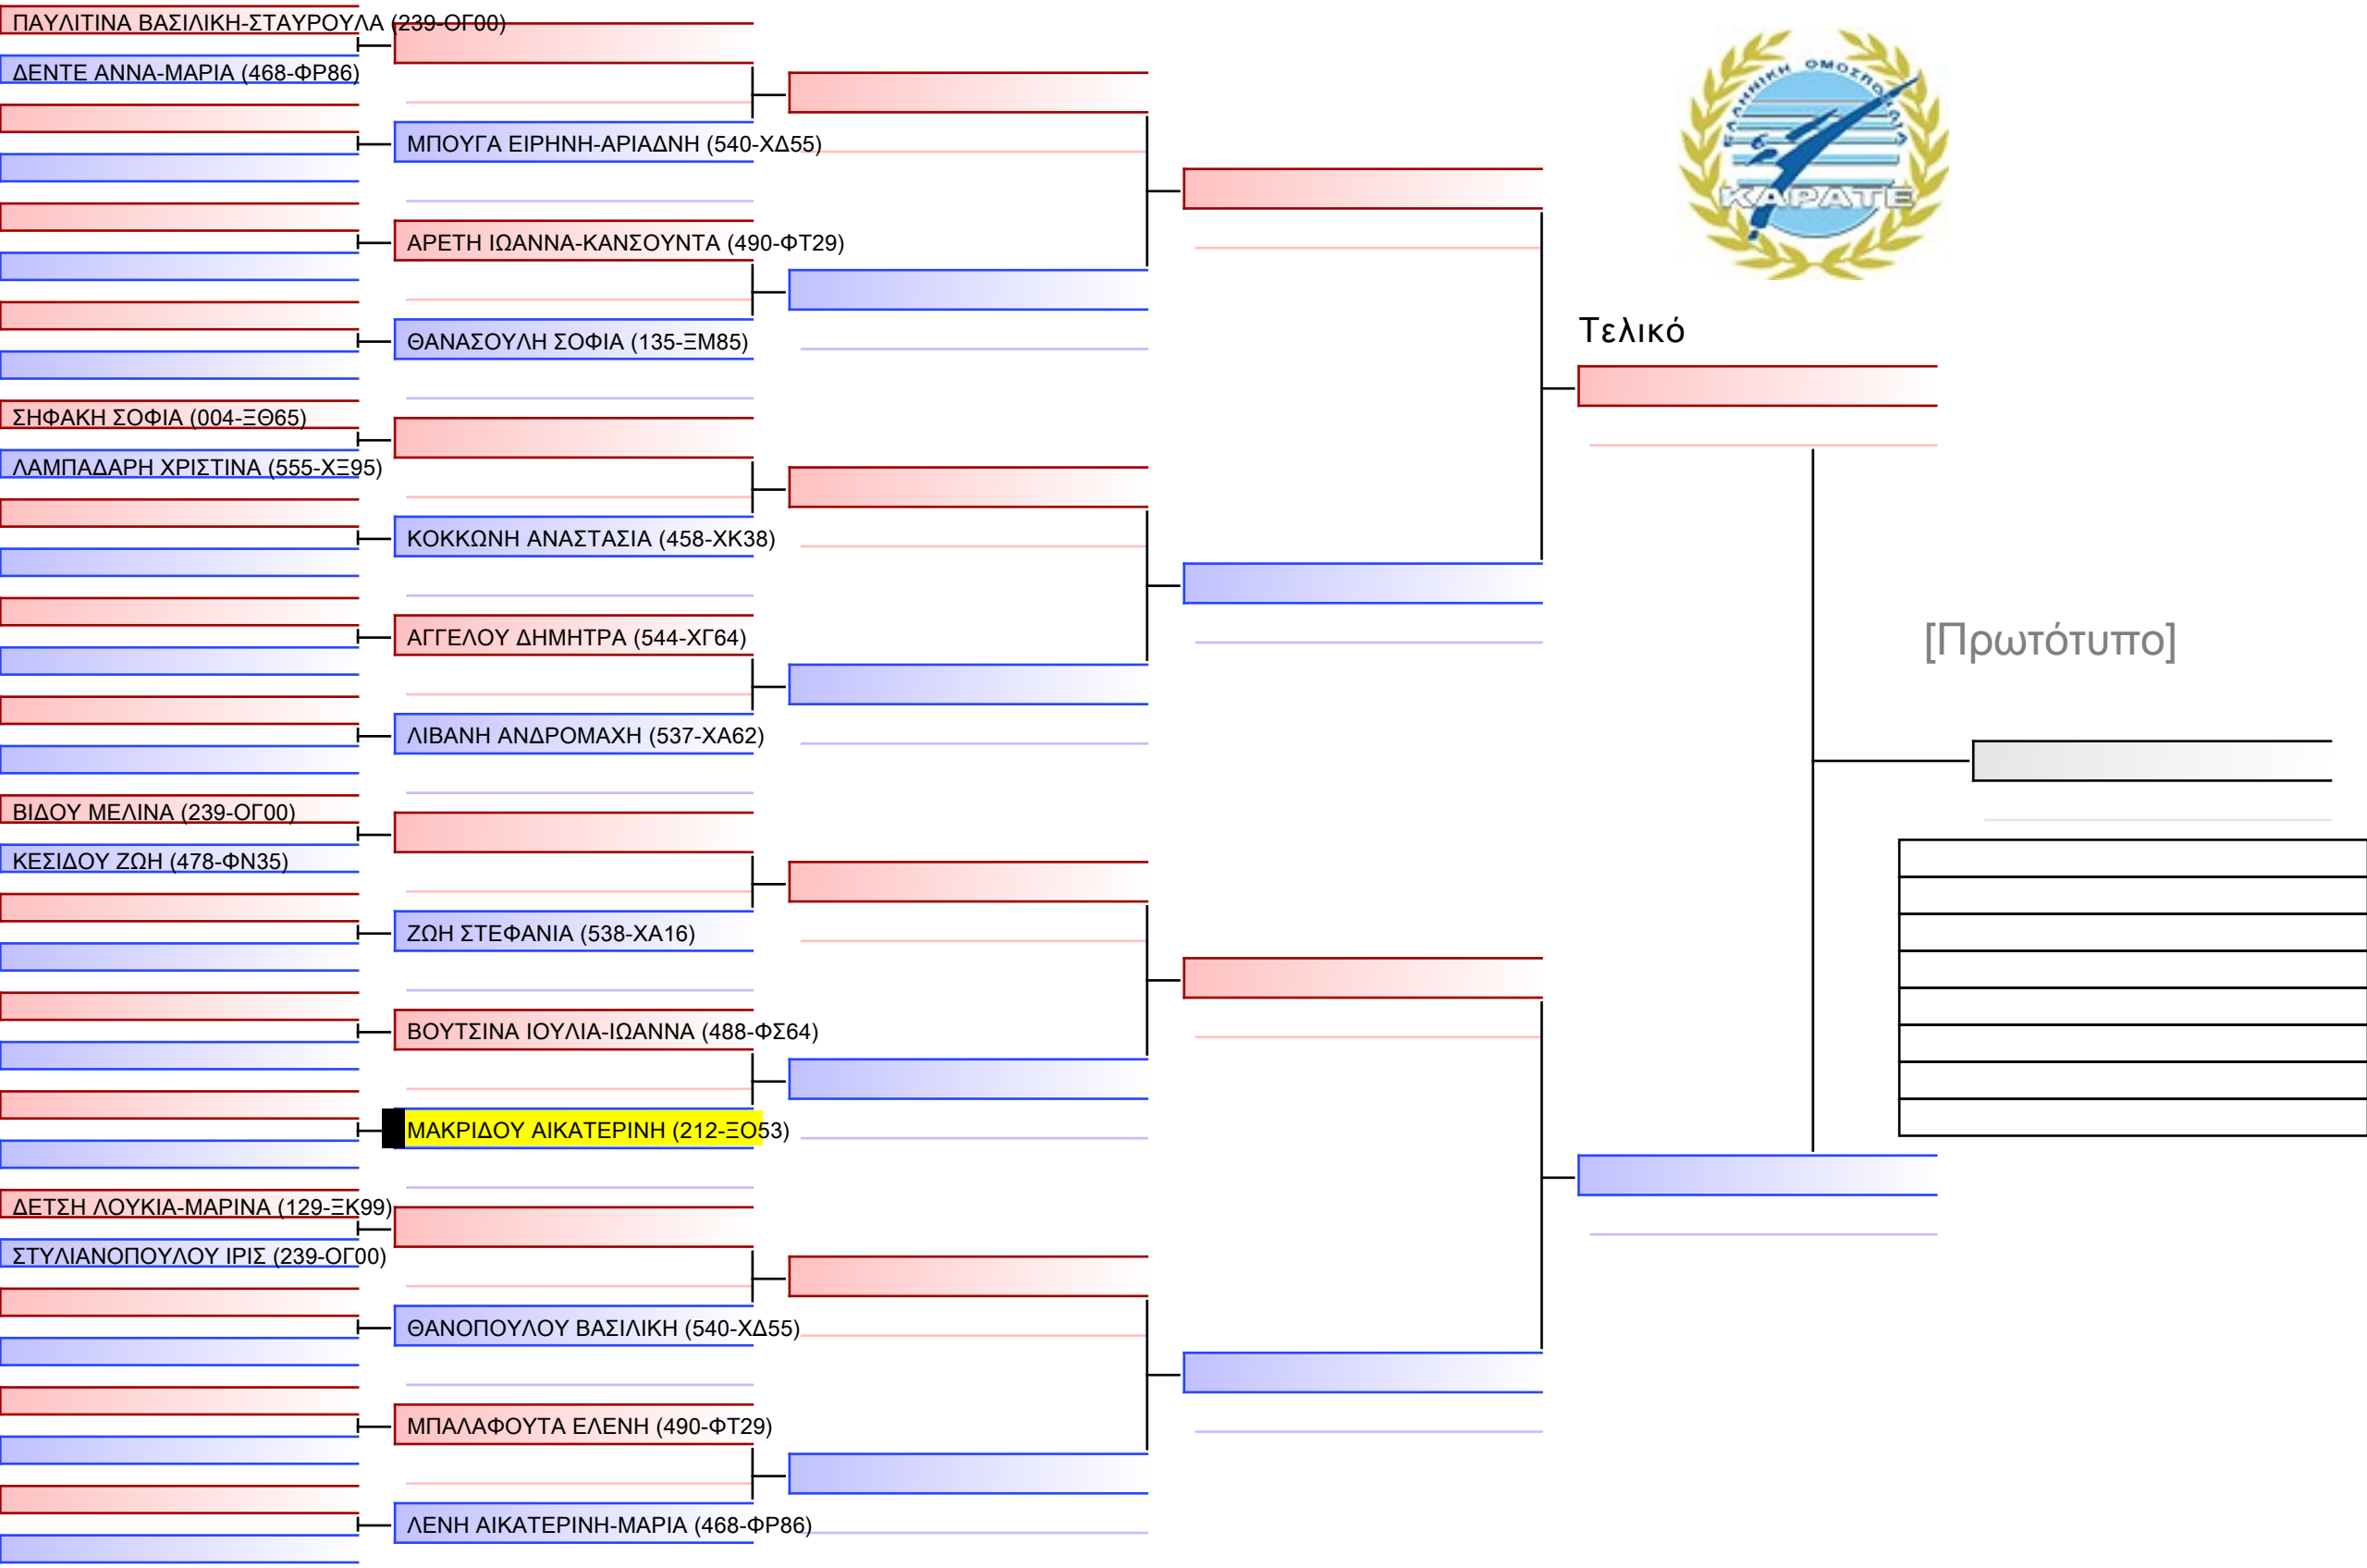 ΠΑΥΛΙΤΙΝΑ ΒΑΣΙΛΙΚΗ-ΣΤΑΥΡΟΥΛΑ (239-ΟΓ00)
ΔΕΝΤΕ ΑΝΝΑ-ΜΑΡΙΑ (468-ΦΡ86)
ΜΠΟΥΓΑ ΕΙΡΗΝΗ-ΑΡΙΑΔΝΗ (540-ΧΔ55)
ΑΡΕΤΗ ΙΩΑΝΝΑ-ΚΑΝΣΟΥΝΤΑ (490-ΦΤ29)
ΘΑΝΑΣΟΥΛΗ ΣΟΦΙΑ (135-ΞΜ85)
ΣΗΦΑΚΗ ΣΟΦΙΑ (004-ΞΘ65)
ΛΑΜΠΑΔΑΡΗ ΧΡΙΣΤΙΝΑ (555-ΧΞ95)
ΚΟΚΚΩΝΗ ΑΝΑΣΤΑΣΙΑ (458-ΧΚ38)
ΑΓΓΕΛΟΥ ΔΗΜΗΤΡΑ (544-ΧΓ64)
ΛΙΒΑΝΗ ΑΝΔΡΟΜΑΧΗ (537-ΧΑ62)
ΒΙΔΟΥ ΜΕΛΙΝΑ (239-ΟΓ00)
ΚΕΣΙΔΟΥ ΖΩΗ (478-ΦΝ35)
ΖΩΗ ΣΤΕΦΑΝΙΑ (538-ΧΑ16)
ΒΟΥΤΣΙΝΑ ΙΟΥΛΙΑ-ΙΩΑΝΝΑ (488-ΦΣ64)
ΜΑΚΡΙΔΟΥ ΑΙΚΑΤΕΡΙΝΗ (212-ΞΟ53)
ΔΕΤΣΗ ΛΟΥΚΙΑ-ΜΑΡΙΝΑ (129-ΞΚ99)
ΣΤΥΛΙΑΝΟΠΟΥΛΟΥ ΙΡΙΣ (239-ΟΓ00)
ΘΑΝΟΠΟΥΛΟΥ ΒΑΣΙΛΙΚΗ (540-ΧΔ55)
ΜΠΑΛΑΦΟΥΤΑ ΕΛΕΝΗ (490-ΦΤ29)
ΛΕΝΗ ΑΙΚΑΤΕΡΙΝΗ-ΜΑΡΙΑ (468-ΦΡ86)
ΕΛΛΗΝΙΚΗ ΟΜΟΣΠΟΝΔΙΑ
ΚΑΡΑΤΕ
Τελικό
[Πρωτότυπο]